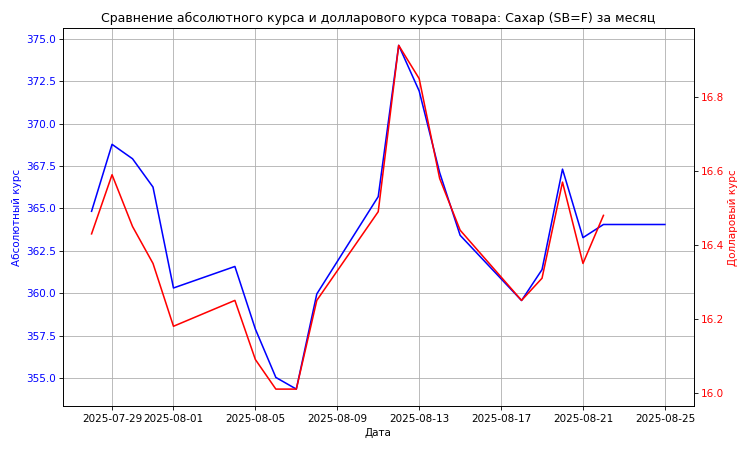 Сравнение абсолютного курса и долларового курса товара: Сахар (SB=F) за месяц
375.0
372.5
370.0
367.5
365.0
362.5
360.0
357.5
355.0
Абсолютный курс
16.8
16.6
16.4
16.2
16.0
Долларовый курс
2025-07-29 2025-08-01 2025-08-05 2025-08-09 2025-08-13 2025-08-17 2025-08-21 2025-08-25
Дата